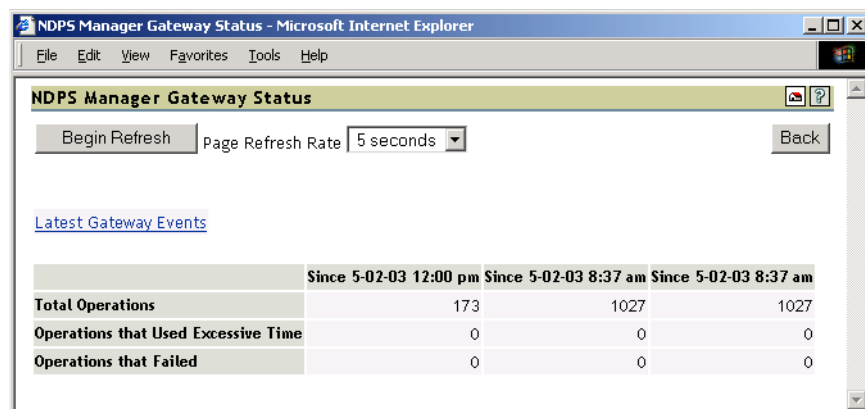 NDPS Manager Gateway Status - Microsoft Internet Explorer
File Edit View Favorites Tools Help
NDPS Manager Gateway Status ?
Begin Refresh Page Refresh Rate 5 seconds Back
Latest Gateway Events
Since 5-02-03 12:00 pm Since 5-02-03 8:37 am Since 5-02-03 8:37 am
Total Operations 173 1027 1027
Operations that Used Excessive Time 0 0 0
Operations that Failed 0 0 0